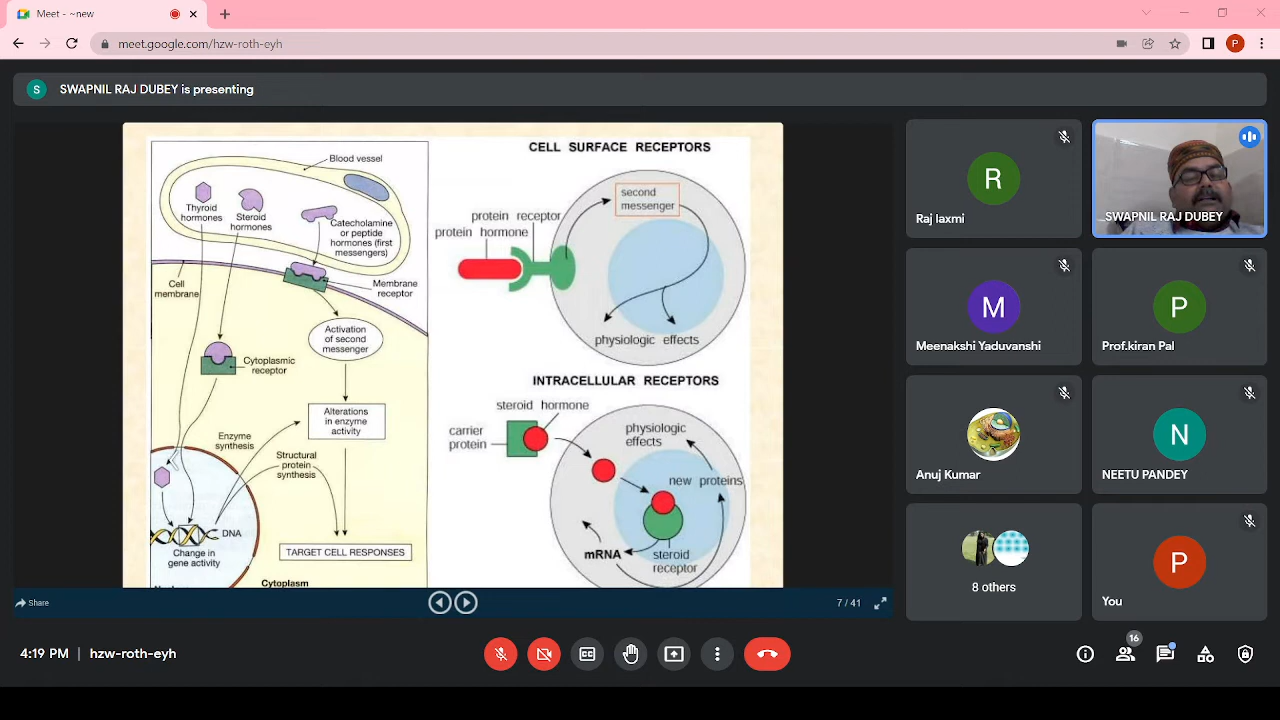 Meet - ~new
meet.google.com/hzw-roth-eyh
P
S
SWAPNIL RAJ DUBEY is presenting
Blood vessel
Thyroid
hormones
Steroid
hormones
Catecholamine
or peptide
hormones (first
messengers)
Cell
membrane
Membrane
receptor
Activation
of second
messenger
Cytoplasmic
receptor
Alterations
in enzyme
activity
Enzyme
synthesis
Structural
protein
synthesis
DNA
Change in
gene activity
TARGET CELL RESPONSES
Cytoplasm
CELL SURFACE RECEPTORS
second
messenger
protein receptor
protein hormone
physiologic effects
INTRACELLULAR RECEPTORS
steroid hormone
carrier
protein
physiologic
effects
new proteins
mRNA
steroid
receptor
Share
7 / 41
R
Raj laxmi
SWAPNIL RAJ DUBEY
M
Meenakshi Yaduvanshi
P
Prof.kiran Pal
Anuj Kumar
N
NEETU PANDEY
8 others
P
You
4:19 PM | hzw-roth-eyh
16